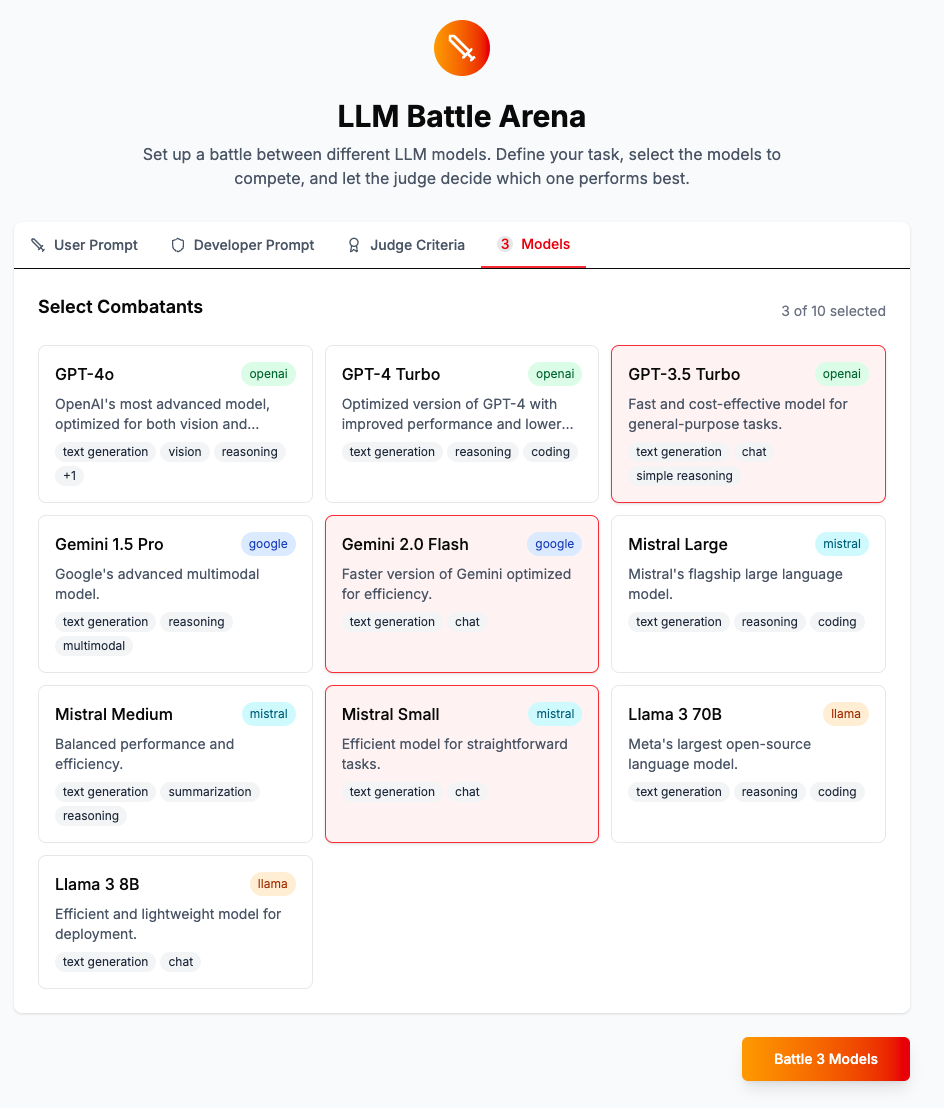 LLM Battle Arena
Set up a battle between different LLM models. Define your task, select the models to
compete, and let the judge decide which one performs best.
User Prompt
Developer Prompt
Judge Criteria
3 Models
Select Combatants
3 of 10 selected
GPT-4o
openai
OpenAI's most advanced model,
optimized for both vision and...
text generation
vision
reasoning
+1
GPT-4 Turbo
openai
Optimized version of GPT-4 with
improved performance and lower...
text generation
reasoning
coding
GPT-3.5 Turbo
openai
Fast and cost-effective model for
general-purpose tasks.
text generation
chat
simple reasoning
Gemini 1.5 Pro
google
Google's advanced multimodal
model.
text generation
reasoning
multimodal
Gemini 2.0 Flash
google
Faster version of Gemini optimized
for efficiency.
text generation
chat
Mistral Large
mistral
Mistral's flagship large language
model.
text generation
reasoning
coding
Mistral Medium
mistral
Balanced performance and
efficiency.
text generation
summarization
reasoning
Mistral Small
mistral
Efficient model for straightforward
tasks.
text generation
chat
Llama 3 70B
llama
Meta's largest open-source
language model.
text generation
reasoning
coding
Llama 3 8B
llama
Efficient and lightweight model for
deployment.
text generation
chat
Battle 3 Models